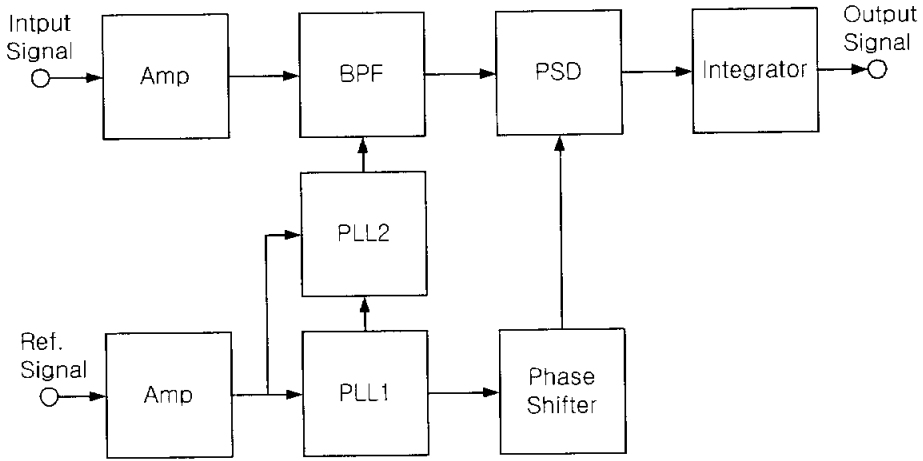 Intput
Signal
Output
Signal
Amp
BPF
PSD
Integrator
PLL2
Ref.
Signal
Amp
PLL1
Phase
Shifter